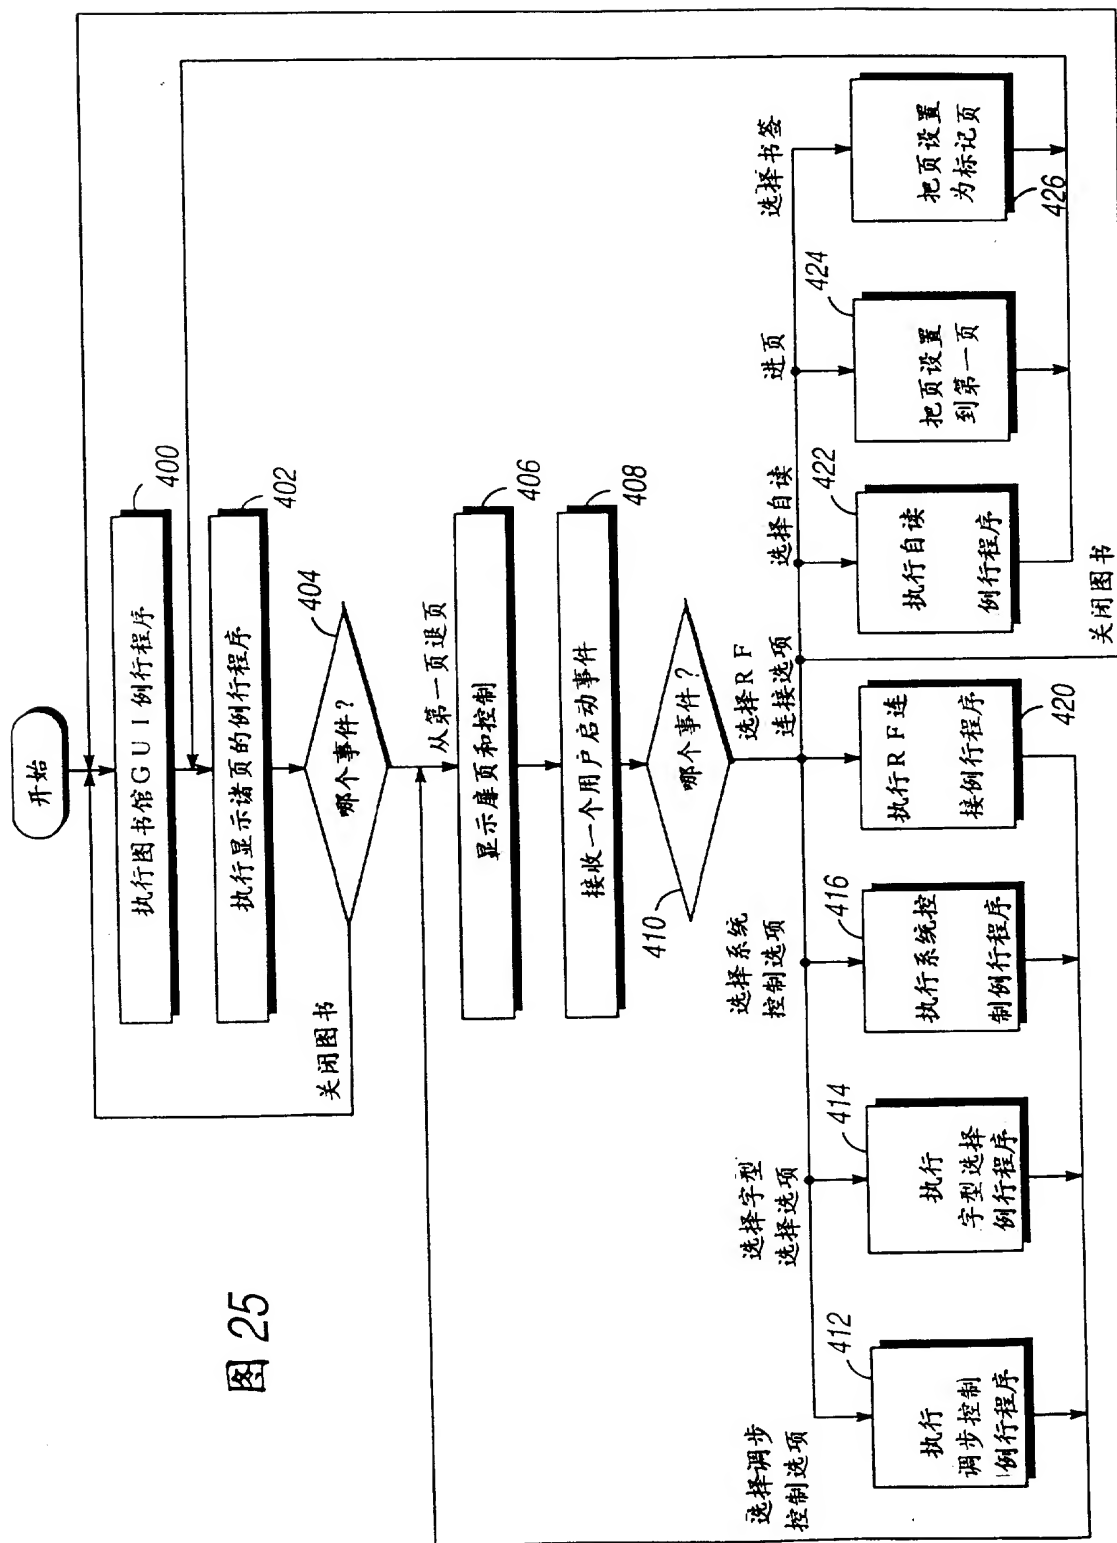 开始
执行图书馆GUI例行程序
400
执行显示诸页的例行程序
402
哪个事件?
404
关闭图书
从第一页退页
显示扉页和控制
406
接收一个用户启动事件
408
哪个事件?
410
选择调步
控制选项
选择字型
选择选项
选择系统
控制选项
选择RF
连接选项
选择自读
进页
选择书签
执行
调步控制
例行程序
412
执行
字型选择
例行程序
414
执行系统控
制例行程序
416
执行RF连
接例行程序
420
执行自读
例行程序
422
把页设置
到第一页
424
把页设置
为标记页
426
关闭图书
图 25